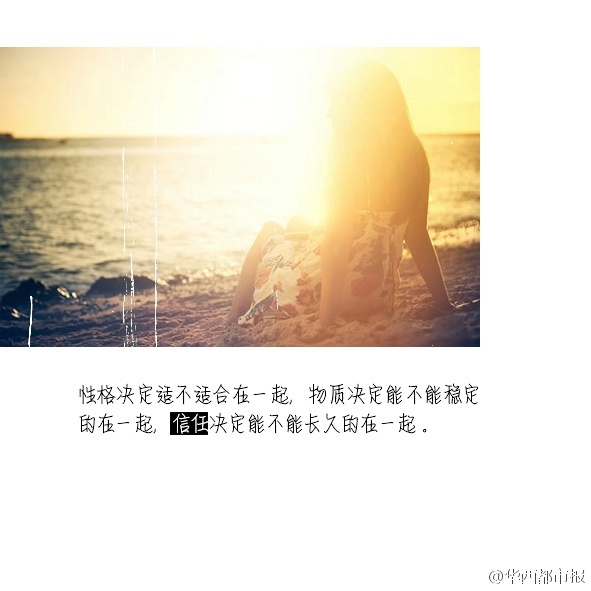 性格决定适不适合在一起，物质决定能不能稳定
的在一起，信任决定能不能长久的在一起。
@华西都市报